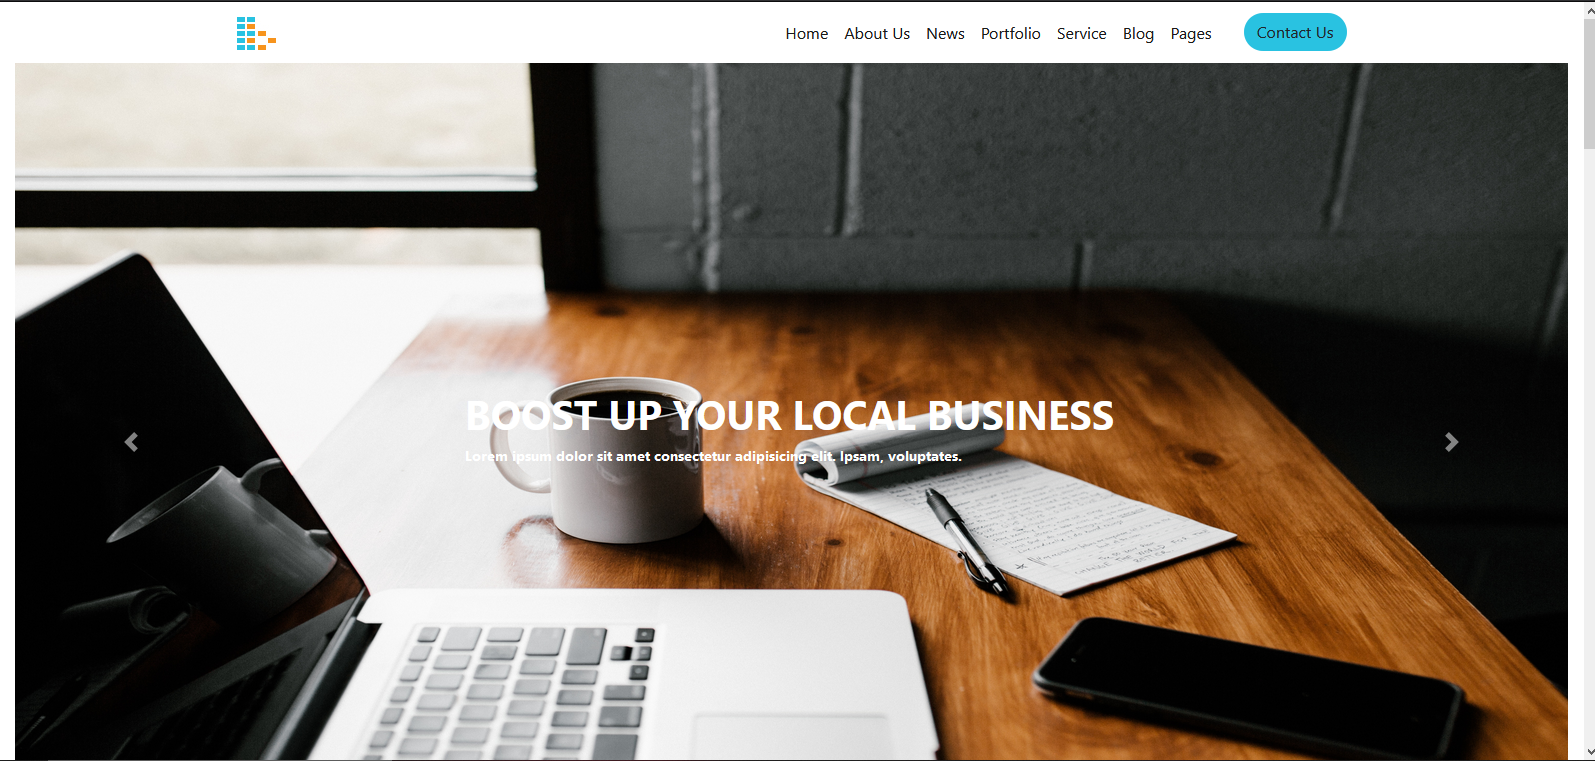 Home About Us News Portfolio Service Blog Pages Contact Us
BOOST UP YOUR LOCAL BUSINESS
Lorem ipsum dolor sit amet consectetur adipisicing elit. Ipsam, voluptates.